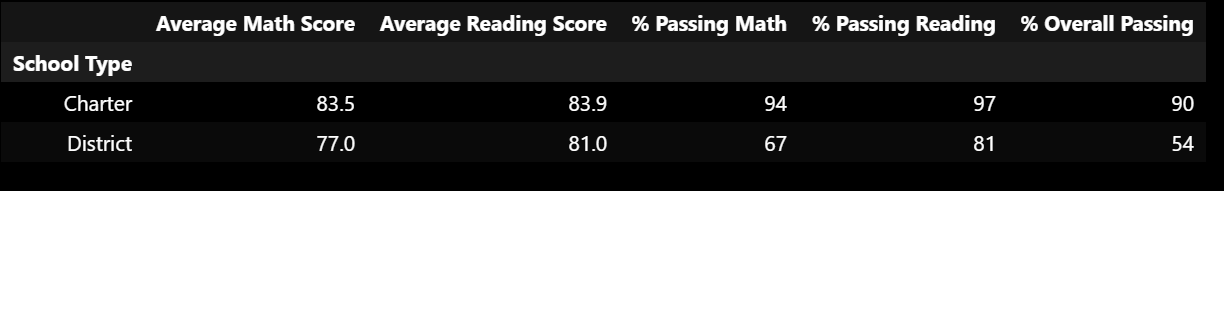 Average Math Score Average Reading Score % Passing Math % Passing Reading % Overall Passing
School Type
Charter 83.5 83.9 94 97 90
District 77.0 81.0 67 81 54